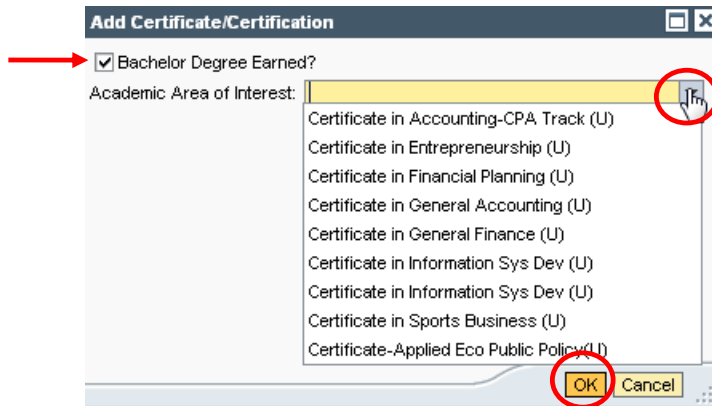 Add Certificate/Certification
Bachelor Degree Earned?
Academic Area of Interest:
Certificate in Accounting-CPA Track (U)
Certificate in Entrepreneurship (U)
Certificate in Financial Planning (U)
Certificate in General Accounting (U)
Certificate in General Finance (U)
Certificate in Information Sys Dev (U)
Certificate in Information Sys Dev (U)
Certificate in Sports Business (U)
Certificate-Applied Eco Public Policy(U)
OK Cancel